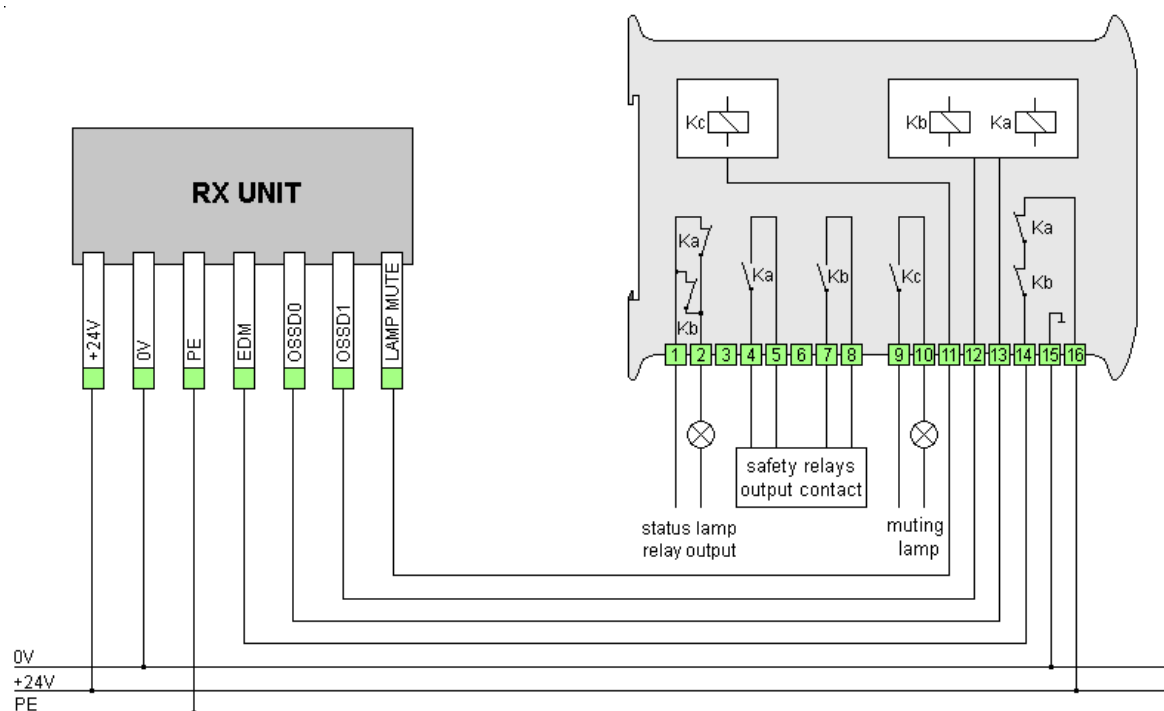 Kc
Kb
Ka
RX UNIT
Ka
Kb
Ka
Kb
Kc
Ka
Kb
+24V
0V
PE
EDM
OSSD0
OSSD1
LAMP MUTE
1 2 3 4 5 6 7 8 9 10 11 12 13 14 15 16
safety relays
output contact
status lamp
relay output
muting
lamp
0V
+24V
PE